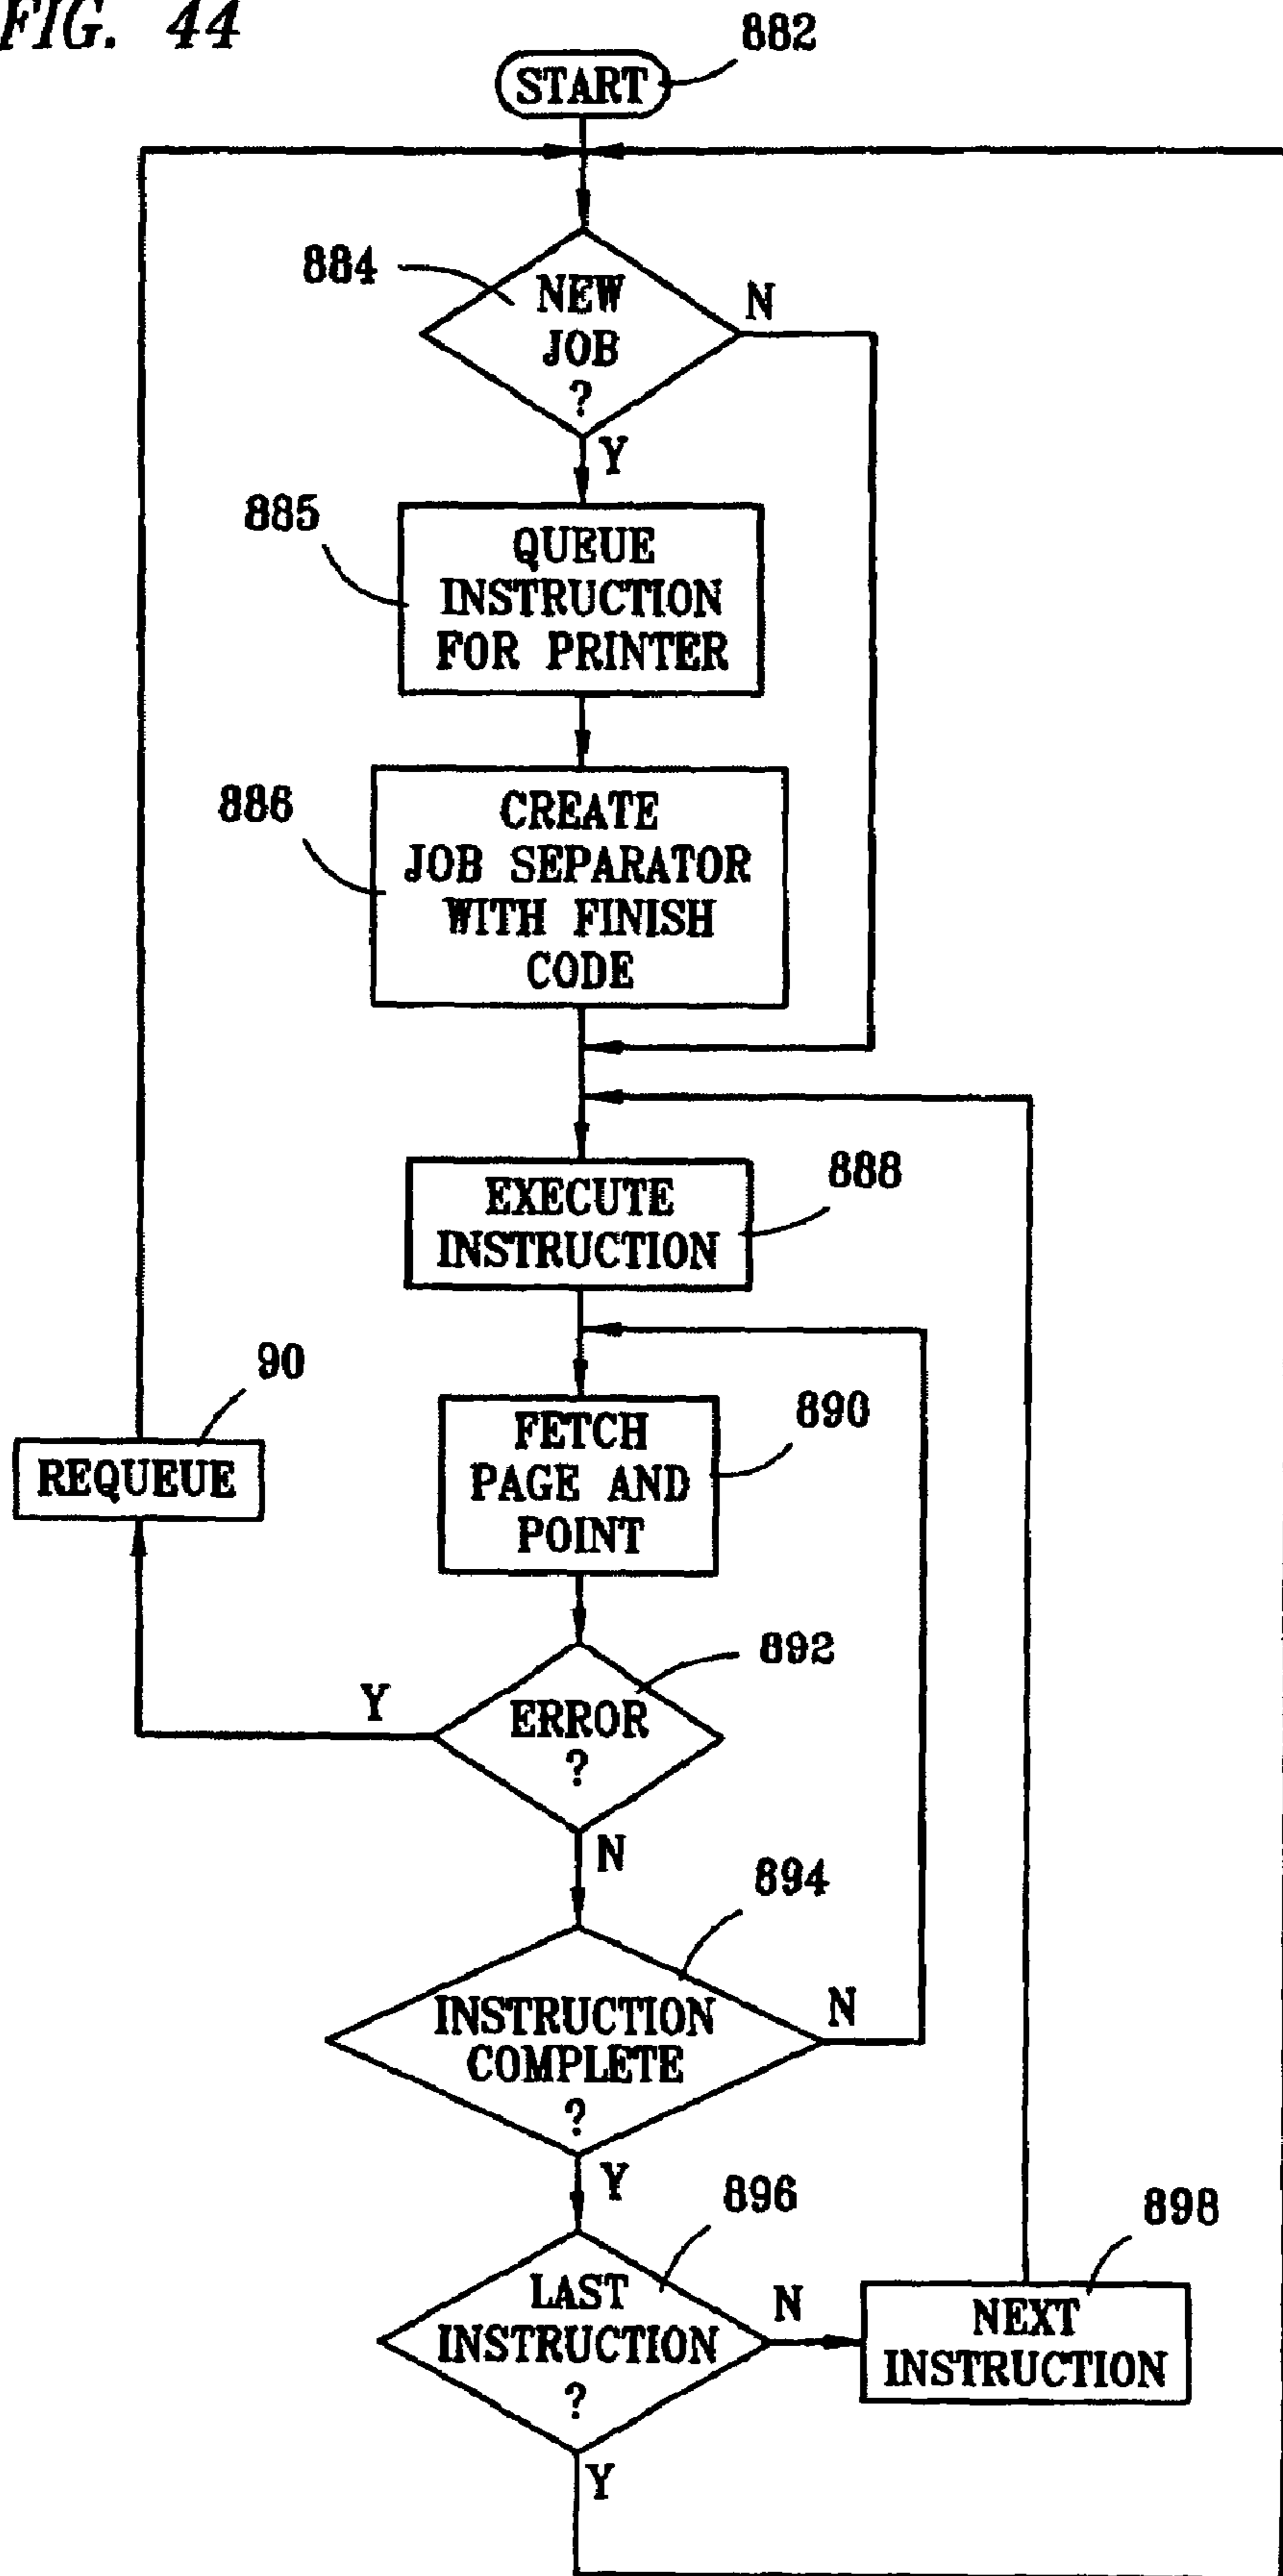 FIG. 44
882
START
884
NEW
JOB
?
N
Y
885
QUEUE
INSTRUCTION
FOR PRINTER
886
CREATE
JOB SEPARATOR
WITH FINISH
CODE
888
EXECUTE
INSTRUCTION
90
REQUEUE
890
FETCH
PAGE AND
POINT
892
Y
ERROR
?
N
894
INSTRUCTION
COMPLETE
?
N
Y
896
LAST
INSTRUCTION
?
N
898
NEXT
INSTRUCTION
Y